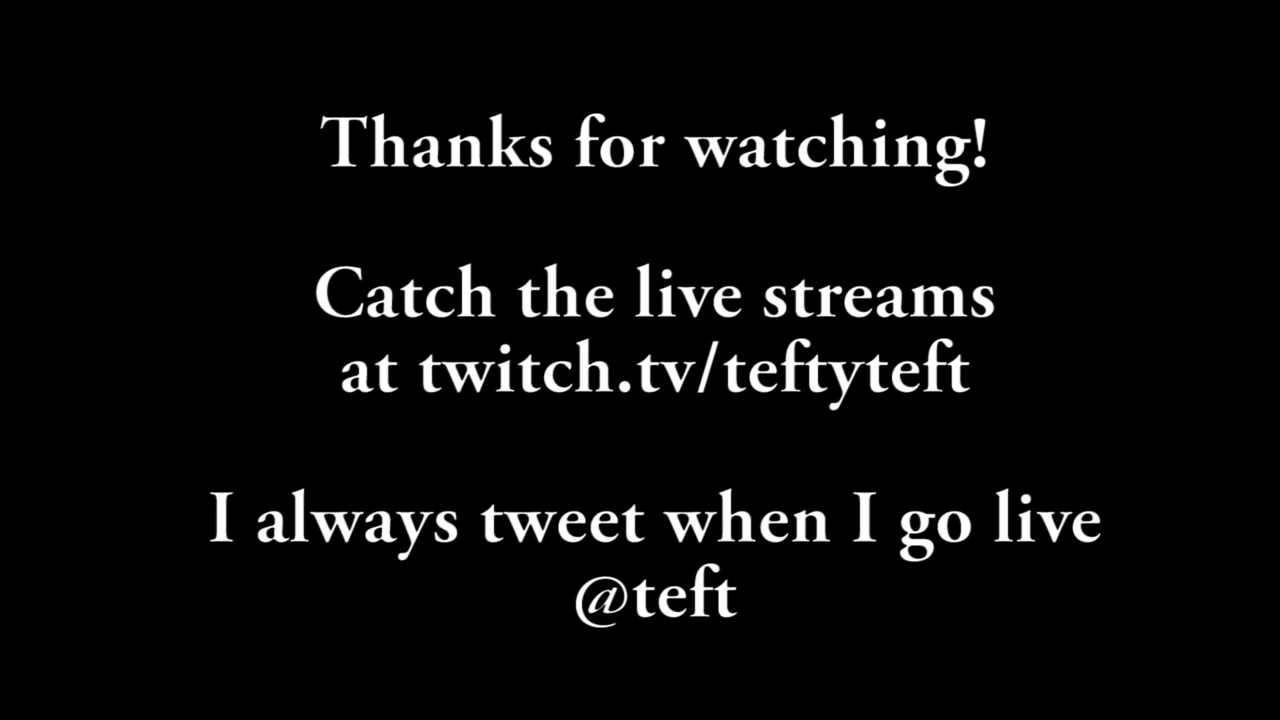 Thanks for watching!
Catch the live streams
at twitch.tv/teftyteft
I always tweet when I go live
@teft